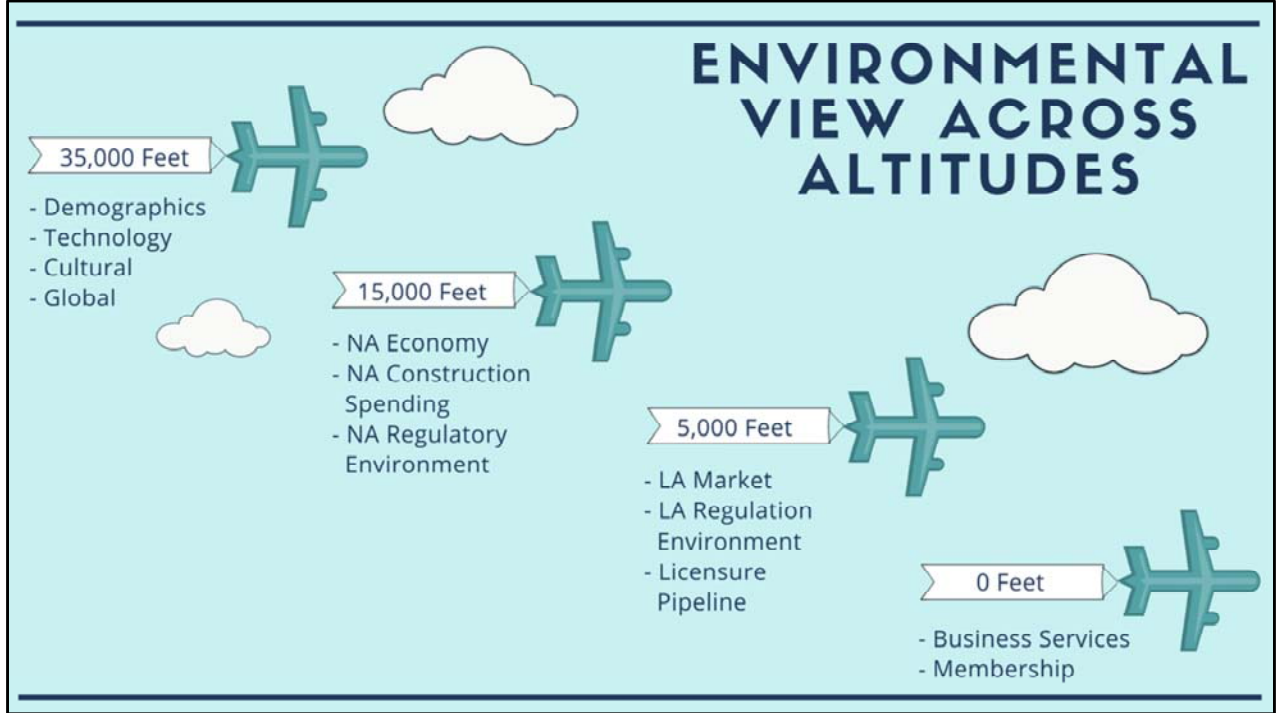 ENVIRONMENTAL
VIEW ACROSS
ALTITUDES
35,000 Feet
- Demographics
- Technology
- Cultural
- Global
15,000 Feet
- NA Economy
- NA Construction
Spending
- NA Regulatory
Environment
5,000 Feet
- LA Market
- LA Regulation
Environment
- Licensure
Pipeline
0 Feet
- Business Services
- Membership